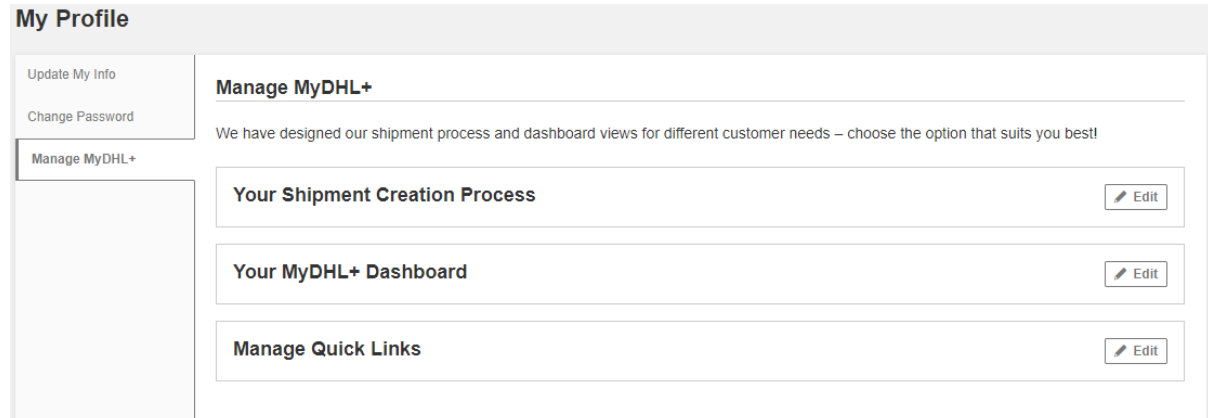 My Profile
Update My Info
Change Password
Manage MyDHL+
Manage MyDHL+
We have designed our shipment process and dashboard views for different customer needs – choose the option that suits you best!
Your Shipment Creation Process
Edit
Your MyDHL+ Dashboard
Edit
Manage Quick Links
Edit